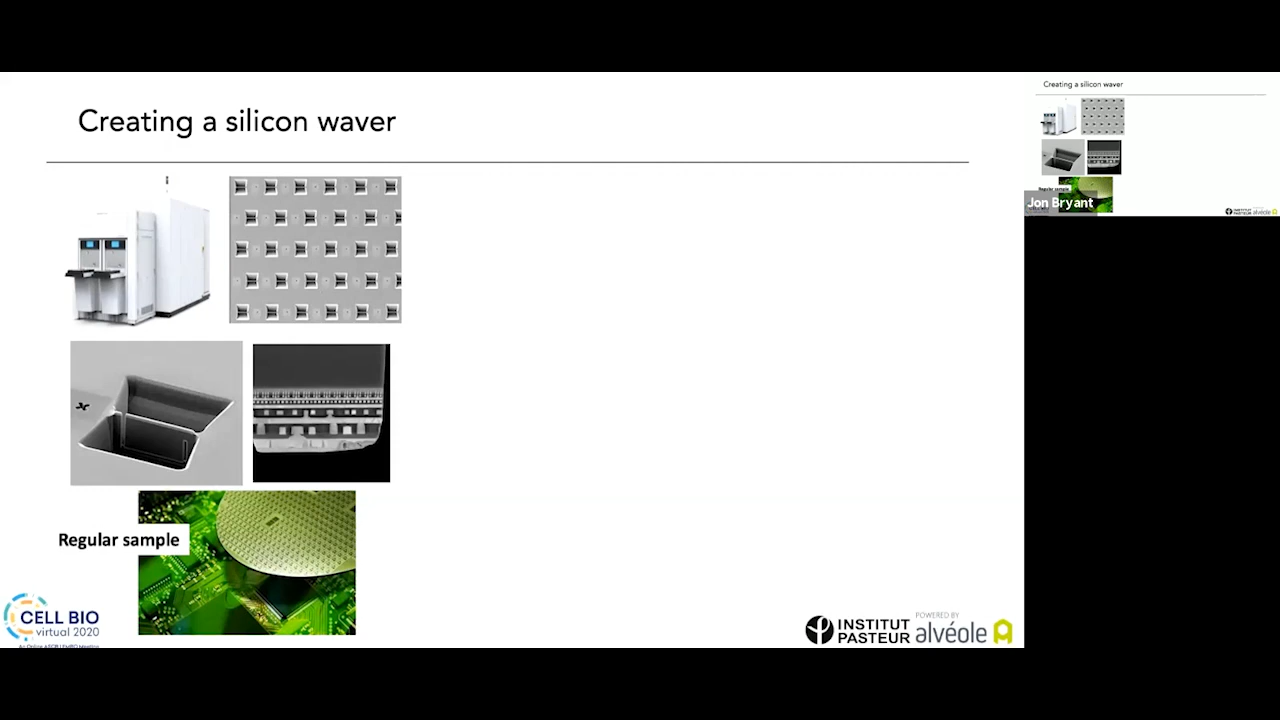 Creating a silicon waver
Regular sample
CELL BIO
virtual 2020
An Online ASCB | EMBO Meeting
INSTITUT
PASTEUR
POWERED BY
alvéole
Creating a silicon waver
Regular sample
Jon Bryant
alvéole